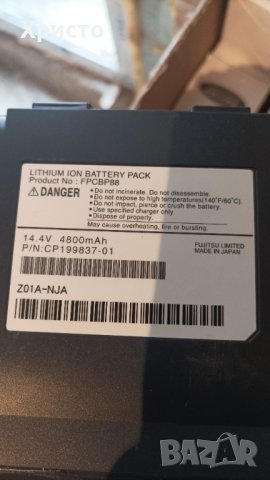 Христо
LITHIUM ION BATTERY PACK
Product No : FPCBP88
⚠DANGER
• Do not incinerate. Do not disassemble.
• Do not expose to high temperatures(140°F/60°C).
• Do not impact, pierce or crush the battery.
• Use specified charger only
• Dispose of properly.
May cause overheating, fire or bursting.
14.4V 4800mAh
P/N:CP199837-01
FUJITSU LIMITED
MADE IN JAPAN
Z01A-NJA
BAZAR